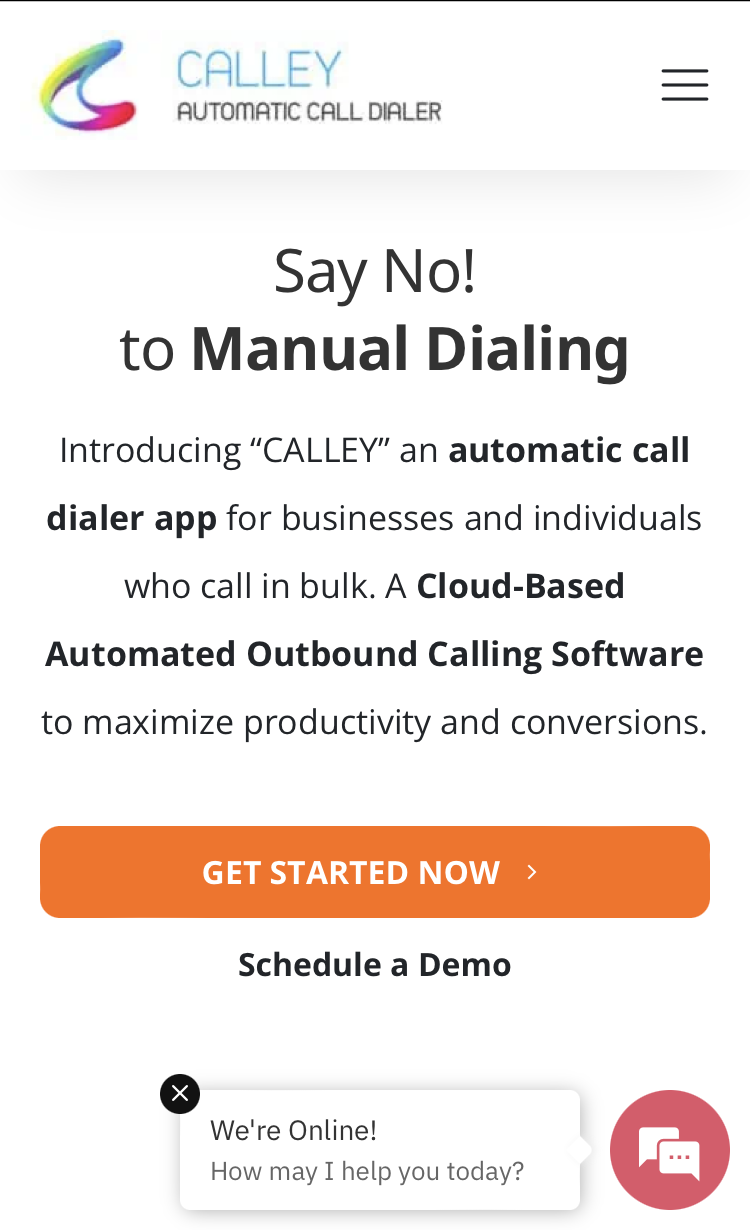 CALLEY
AUTOMATIC CALL DIALER
Say No!
to Manual Dialing
Introducing “CALLEY” an automatic call
dialer app for businesses and individuals
who call in bulk. A Cloud-Based
Automated Outbound Calling Software
to maximize productivity and conversions.
GET STARTED NOW
Schedule a Demo
We're Online!
How may I help you today?